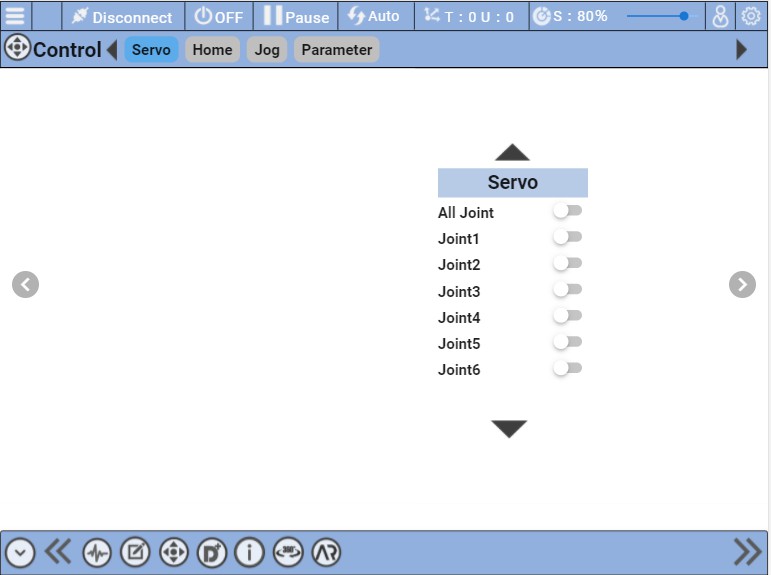 Disconnect OFF Pause Auto T : 0 U : 0 S : 80%
Control Servo Home Jog Parameter
Servo
All Joint
Joint1
Joint2
Joint3
Joint4
Joint5
Joint6
D+ i 360° AR